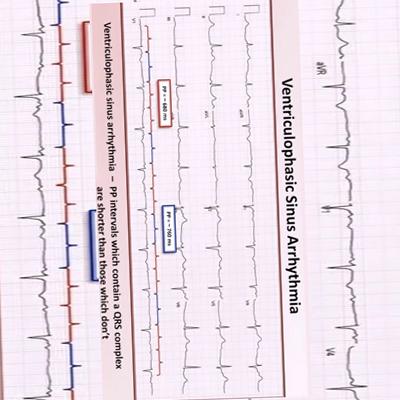 Ventriculophasic Sinus Arrhythmia
PP = ~ 680 ms
PP = ~ 750 ms
Ventriculophasic sinus arrhythmia – PP intervals which contain a QRS complex
are shorter than those which don't
aVR
V4